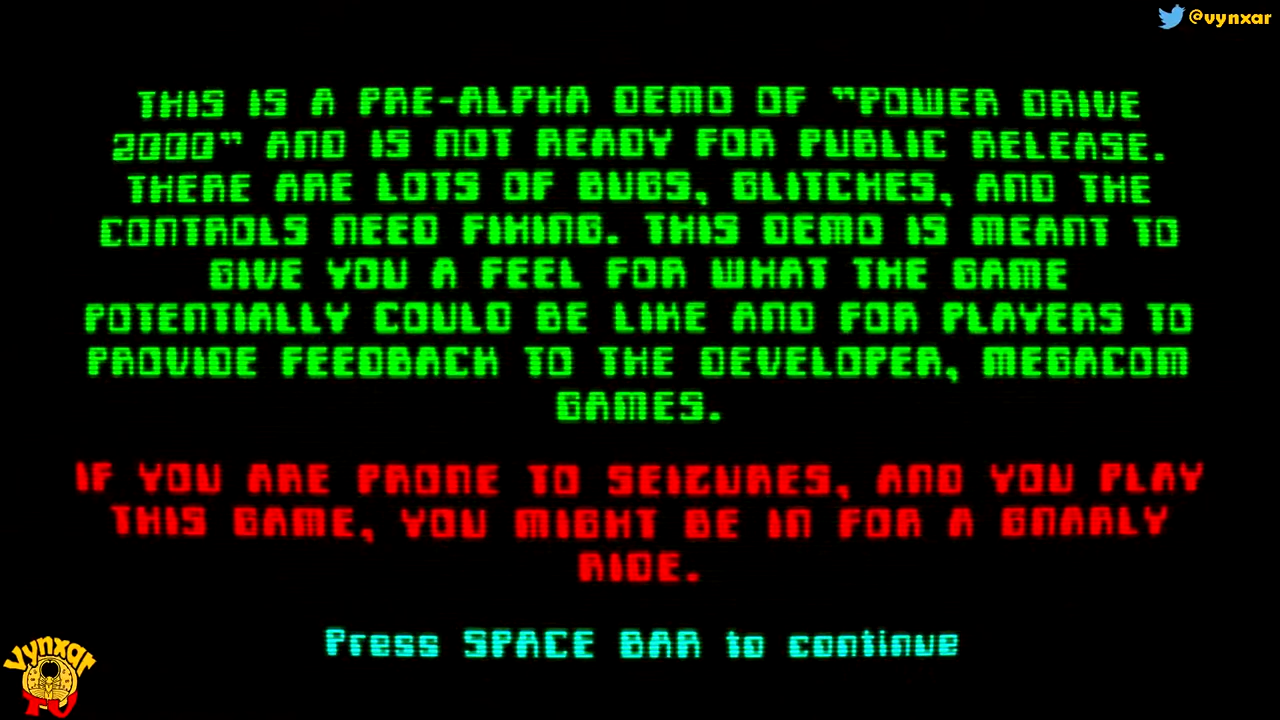 @vynxar
THIS IS A PRE-ALPHA DEMO OF "POWER DRIVE
2000" AND IS NOT READY FOR PUBLIC RELEASE.
THERE ARE LOTS OF BUGS, GLITCHES, AND THE
CONTROLS NEED FIXING. THIS DEMO IS MEANT TO
GIVE YOU A FEEL FOR WHAT THE GAME
POTENTIALLY COULD BE LIKE AND FOR PLAYERS TO
PROVIDE FEEDBACK TO THE DEVELOPER, MEGACOM
GAMES.
IF YOU ARE PRONE TO SEIZURES, AND YOU PLAY
THIS GAME, YOU MIGHT BE IN FOR A GNARLY
RIDE.
Press SPACE BAR to continue
Vynxar
TV